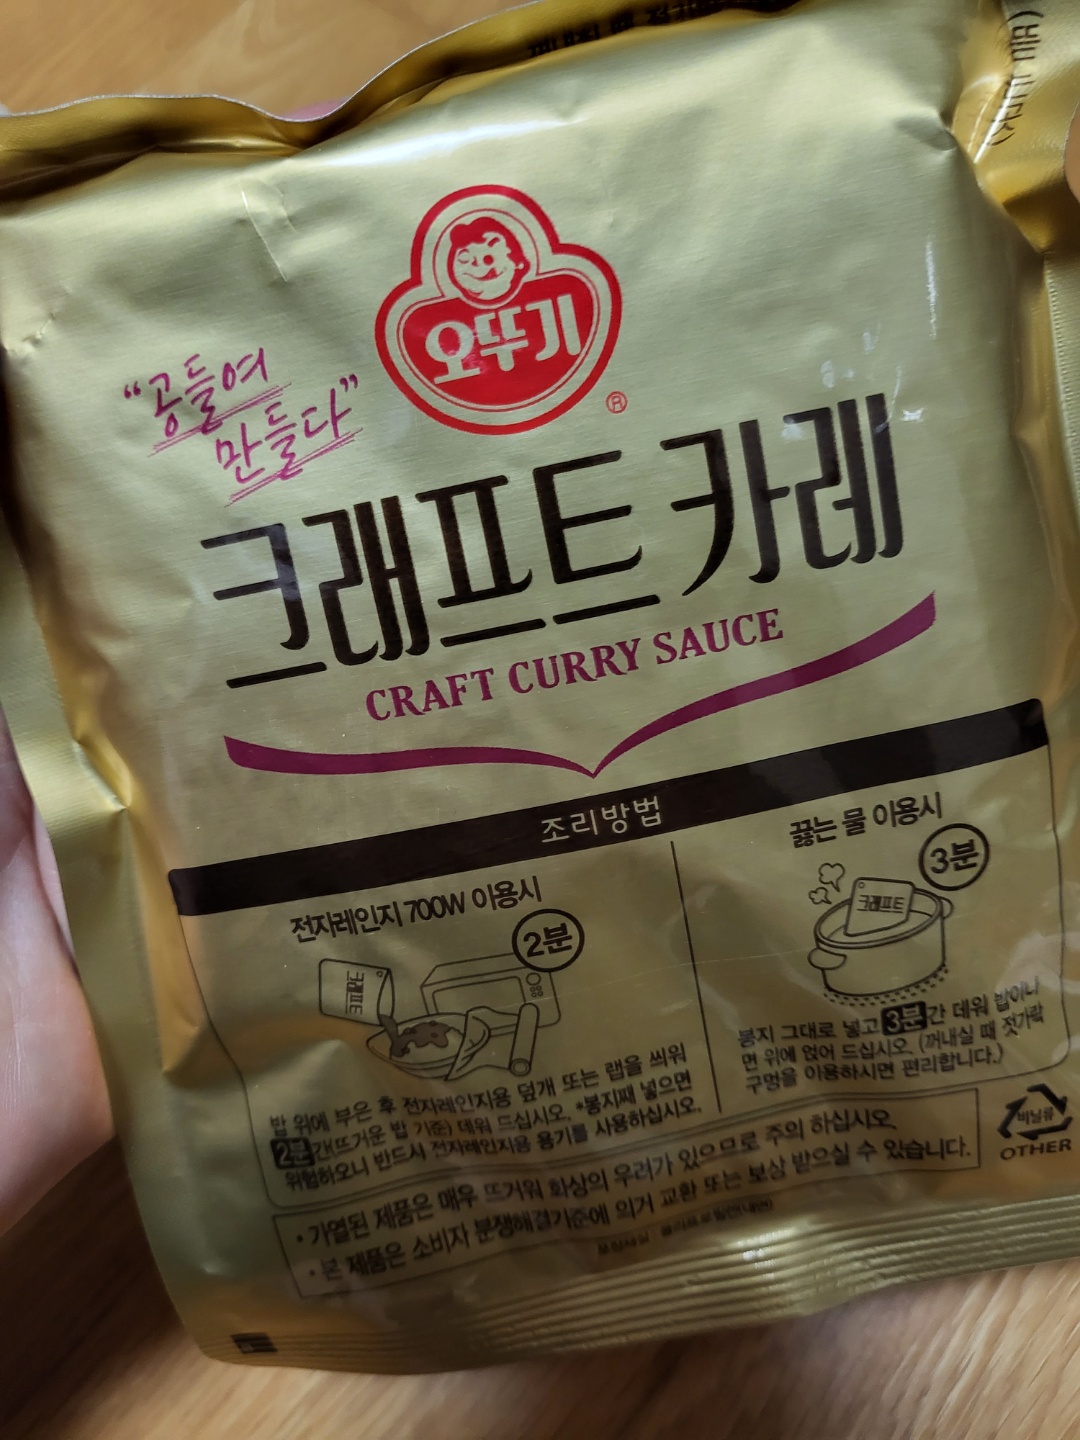 오뚜기
®
“공들여
만들다”
크래프트 카레
CRAFT CURRY SAUCE
조리방법
전자레인지 700W 이용시
2분
크래프트
밥 위에 부은 후 전자레인지용 덮개 또는 랩을 씌워
2분간(뜨거운 밥 기준) 데워 드십시오. *봉지째 넣으면
위험하오니 반드시 전자레인지용 용기를 사용하십시오.
끓는 물 이용시
3분
크래프트
봉지 그대로 넣고 3분간 데워 밥이나
면 위에 얹어 드십시오. (꺼내실 때 젓가락
구멍을 이용하시면 편리합니다.)
• 가열된 제품은 매우 뜨거워 화상의 우려가 있으므로 주의 하십시오.
• 본 제품은 소비자 분쟁해결기준에 의거 교환 또는 보상 받으실 수 있습니다.
비닐류
OTHER